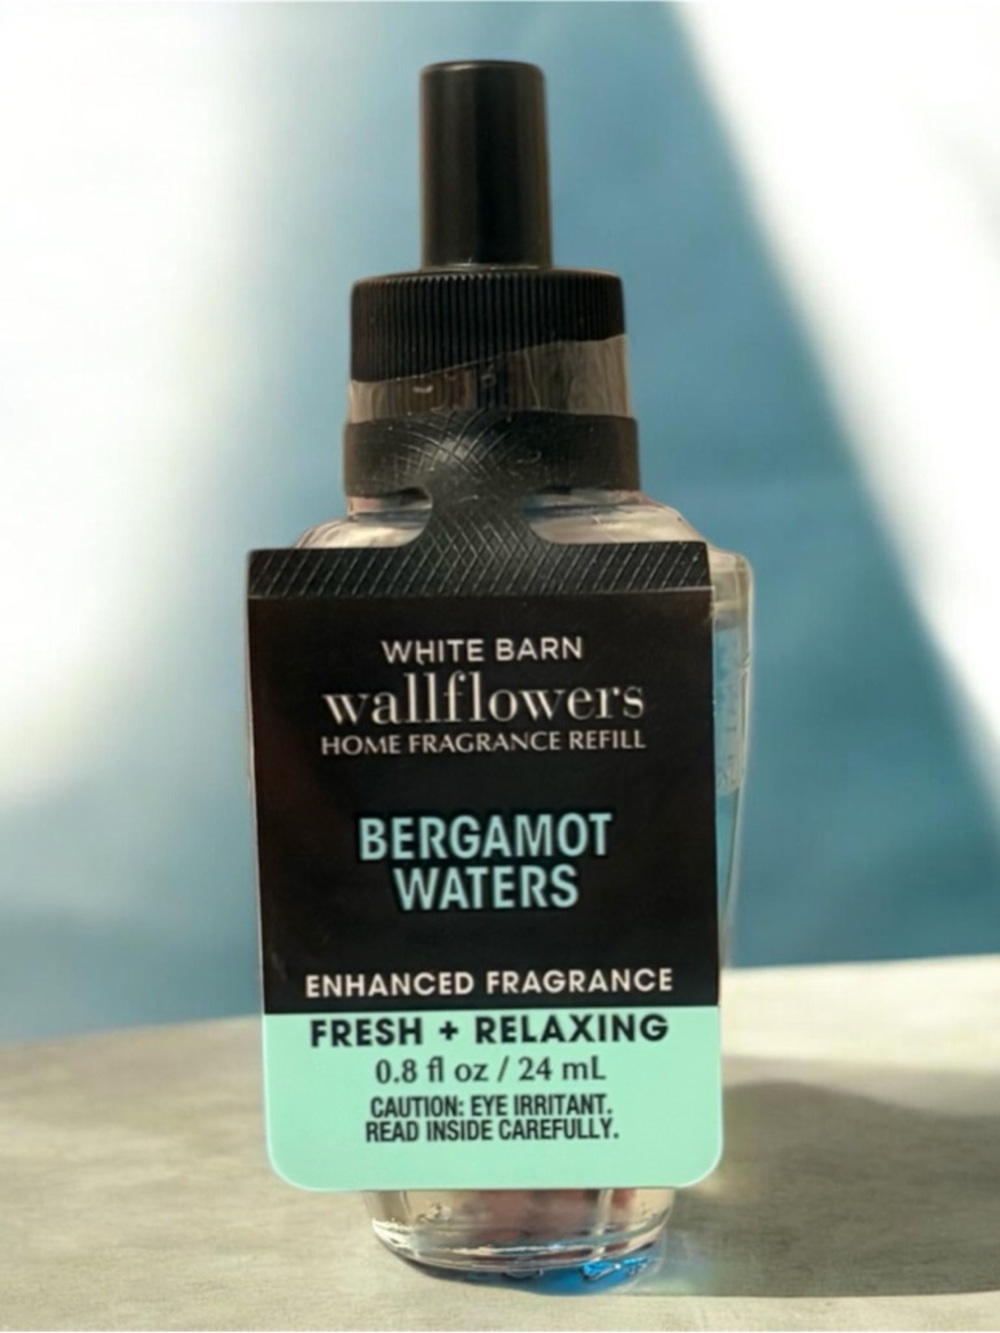 WHITE BARN
wallflowers
HOME FRAGRANCE REFILL
BERGAMOT
WATERS
ENHANCED FRAGRANCE
FRESH + RELAXING
0.8 fl oz / 24 mL
CAUTION: EYE IRRITANT.
READ INSIDE CAREFULLY.